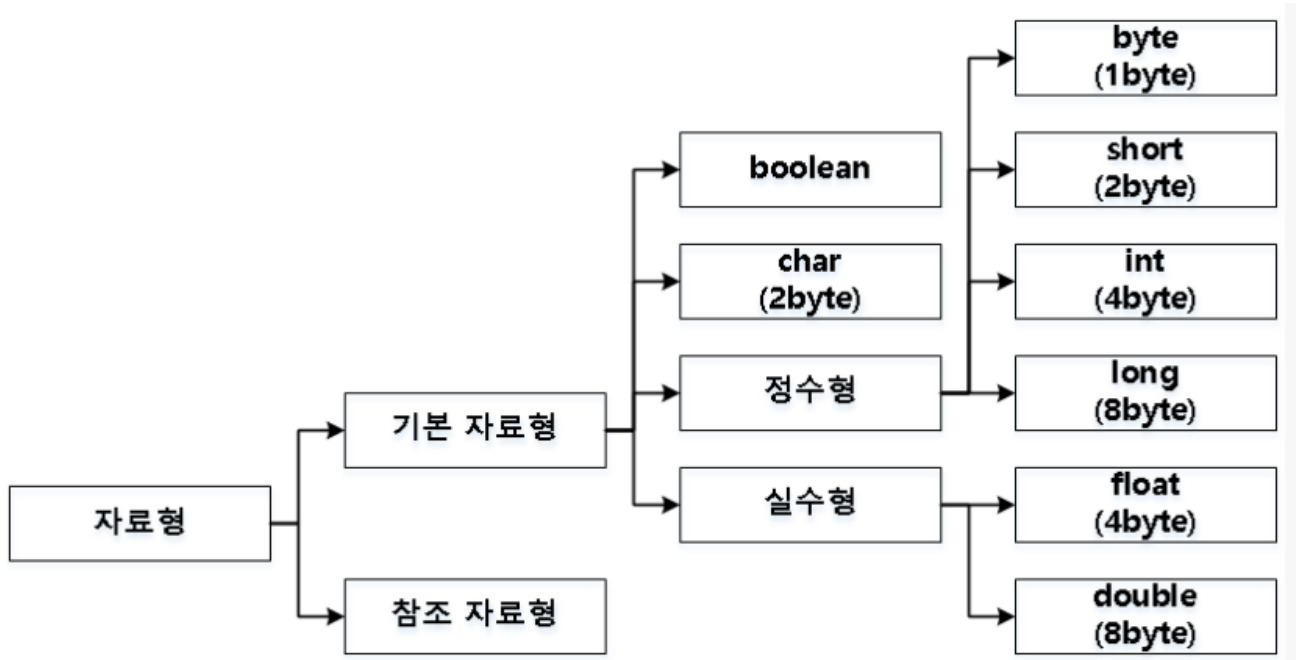 자료형
기본 자료형
참조 자료형
boolean
char
(2byte)
정수형
실수형
byte
(1byte)
short
(2byte)
int
(4byte)
long
(8byte)
float
(4byte)
double
(8byte)